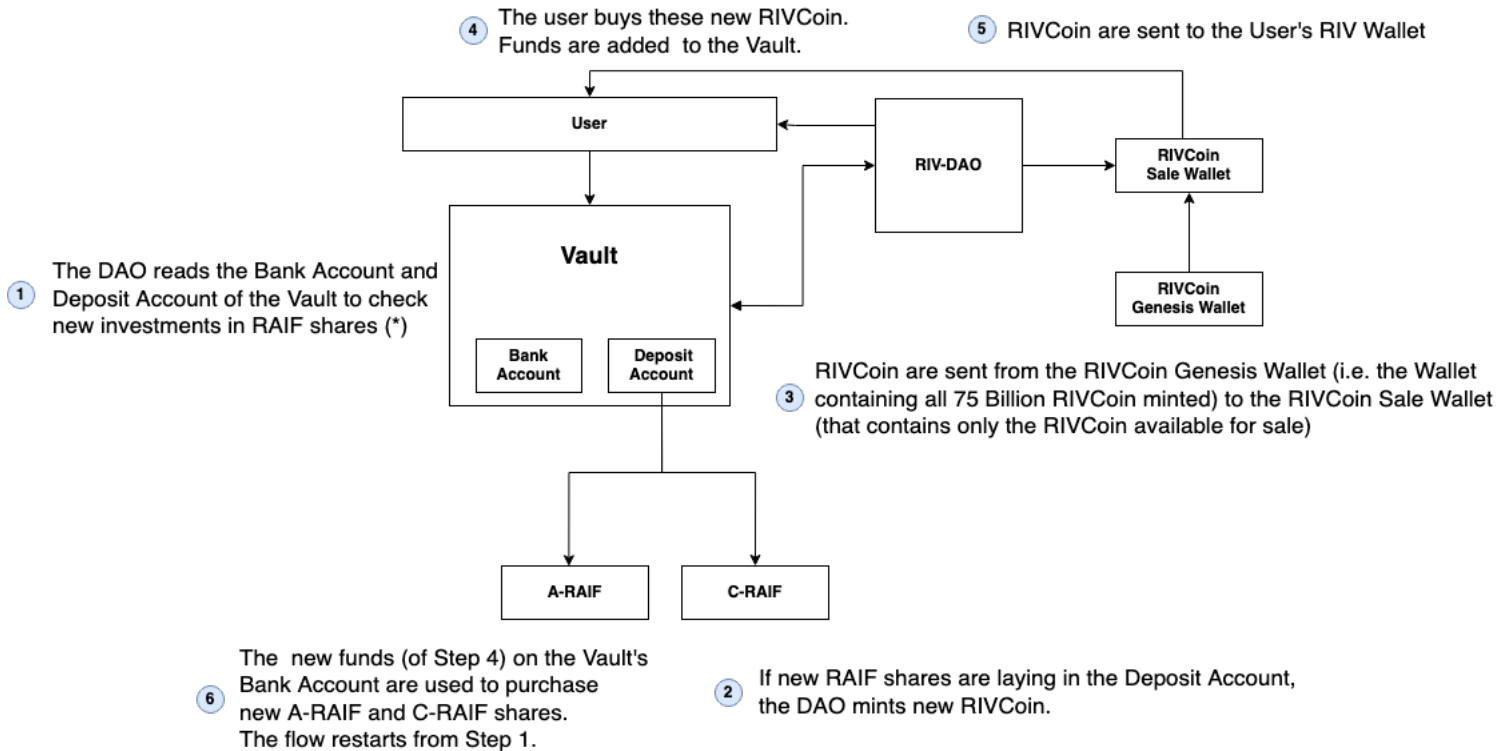 4
The user buys these new RIVCoin.
Funds are added to the Vault.
5
RIVCoin are sent to the User's RIV Wallet
User
RIV-DAO
RIVCoin
Sale Wallet
Vault
1
The DAO reads the Bank Account and
Deposit Account of the Vault to check
new investments in RAIF shares (*)
RIVCoin
Genesis Wallet
Bank
Account
Deposit
Account
3
RIVCoin are sent from the RIVCoin Genesis Wallet (i.e. the Wallet
containing all 75 Billion RIVCoin minted) to the RIVCoin Sale Wallet
(that contains only the RIVCoin available for sale)
A-RAIF
C-RAIF
6
The new funds (of Step 4) on the Vault's
Bank Account are used to purchase
new A-RAIF and C-RAIF shares.
The flow restarts from Step 1.
2
If new RAIF shares are laying in the Deposit Account,
the DAO mints new RIVCoin.